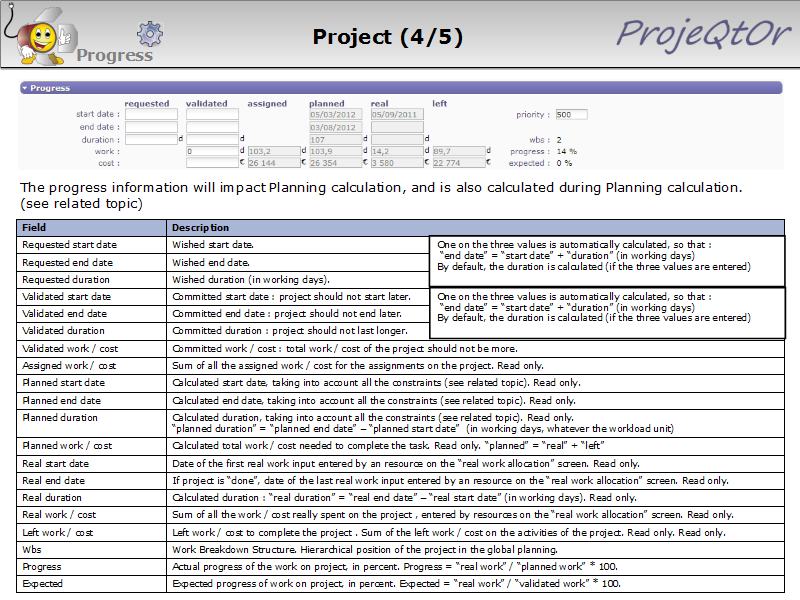 Project (4/5)
ProjeQtOr
Progress
Progress
requested validated assigned planned real left
start date : 05/03/2012 05/09/2011 priority : 500
end date : 03/08/2012
duration : d d 107 d d wbs : 2
work : 0 d 103,2 d 103,9 d 14,2 d 89,7 d progress : 14 %
cost : € 26 144 € 26 354 € 3 580 € 22 774 € expected : 0 %
The progress information will impact Planning calculation, and is also calculated during Planning calculation.
(see related topic)
Field Description
Requested start date Wished start date.
Requested end date Wished end date.
Requested duration Wished duration (in working days).
One on the three values is automatically calculated, so that :
"end date" = "start date" + "duration" (in working days)
By default, the duration is calculated (if the three values are entered)
Validated start date Committed start date : project should not start later.
Validated end date Committed end date : project should not end later.
Validated duration Committed duration : project should not last longer.
One on the three values is automatically calculated, so that :
"end date" = "start date" + "duration" (in working days)
By default, the duration is calculated (if the three values are entered)
Validated work / cost Committed work / cost : total work / cost of the project should not be more.
Assigned work / cost Sum of all the assigned work / cost for the assignments on the project. Read only.
Planned start date Calculated start date, taking into account all the constraints (see related topic). Read only.
Planned end date Calculated end date, taking into account all the constraints (see related topic). Read only.
Planned duration Calculated duration, taking into account all the constraints (see related topic). Read only.
"planned duration" = "planned end date" – "planned start date" (in working days, whatever the workload unit)
Planned work / cost Calculated total work / cost needed to complete the task. Read only. "planned" = "real" + "left"
Real start date Date of the first real work input entered by an resource on the "real work allocation" screen. Read only.
Real end date If project is "done", date of the last real work input entered by an resource on the "real work allocation" screen. Read only.
Real duration Calculated duration : "real duration" = "real end date" – "real start date" (in working days). Read only.
Real work / cost Sum of all the work / cost really spent on the project , entered by resources on the "real work allocation" screen. Read only.
Left work / cost Left work / cost to complete the project . Sum of the left work / cost on the activities of the project. Read only. Read only.
Wbs Work Breakdown Structure. Hierarchical position of the project in the global planning.
Progress Actual progress of the work on project, in percent. Progress = "real work" / "planned work" * 100.
Expected Expected progress of work on project, in percent. Expected = "real work" / "validated work" * 100.